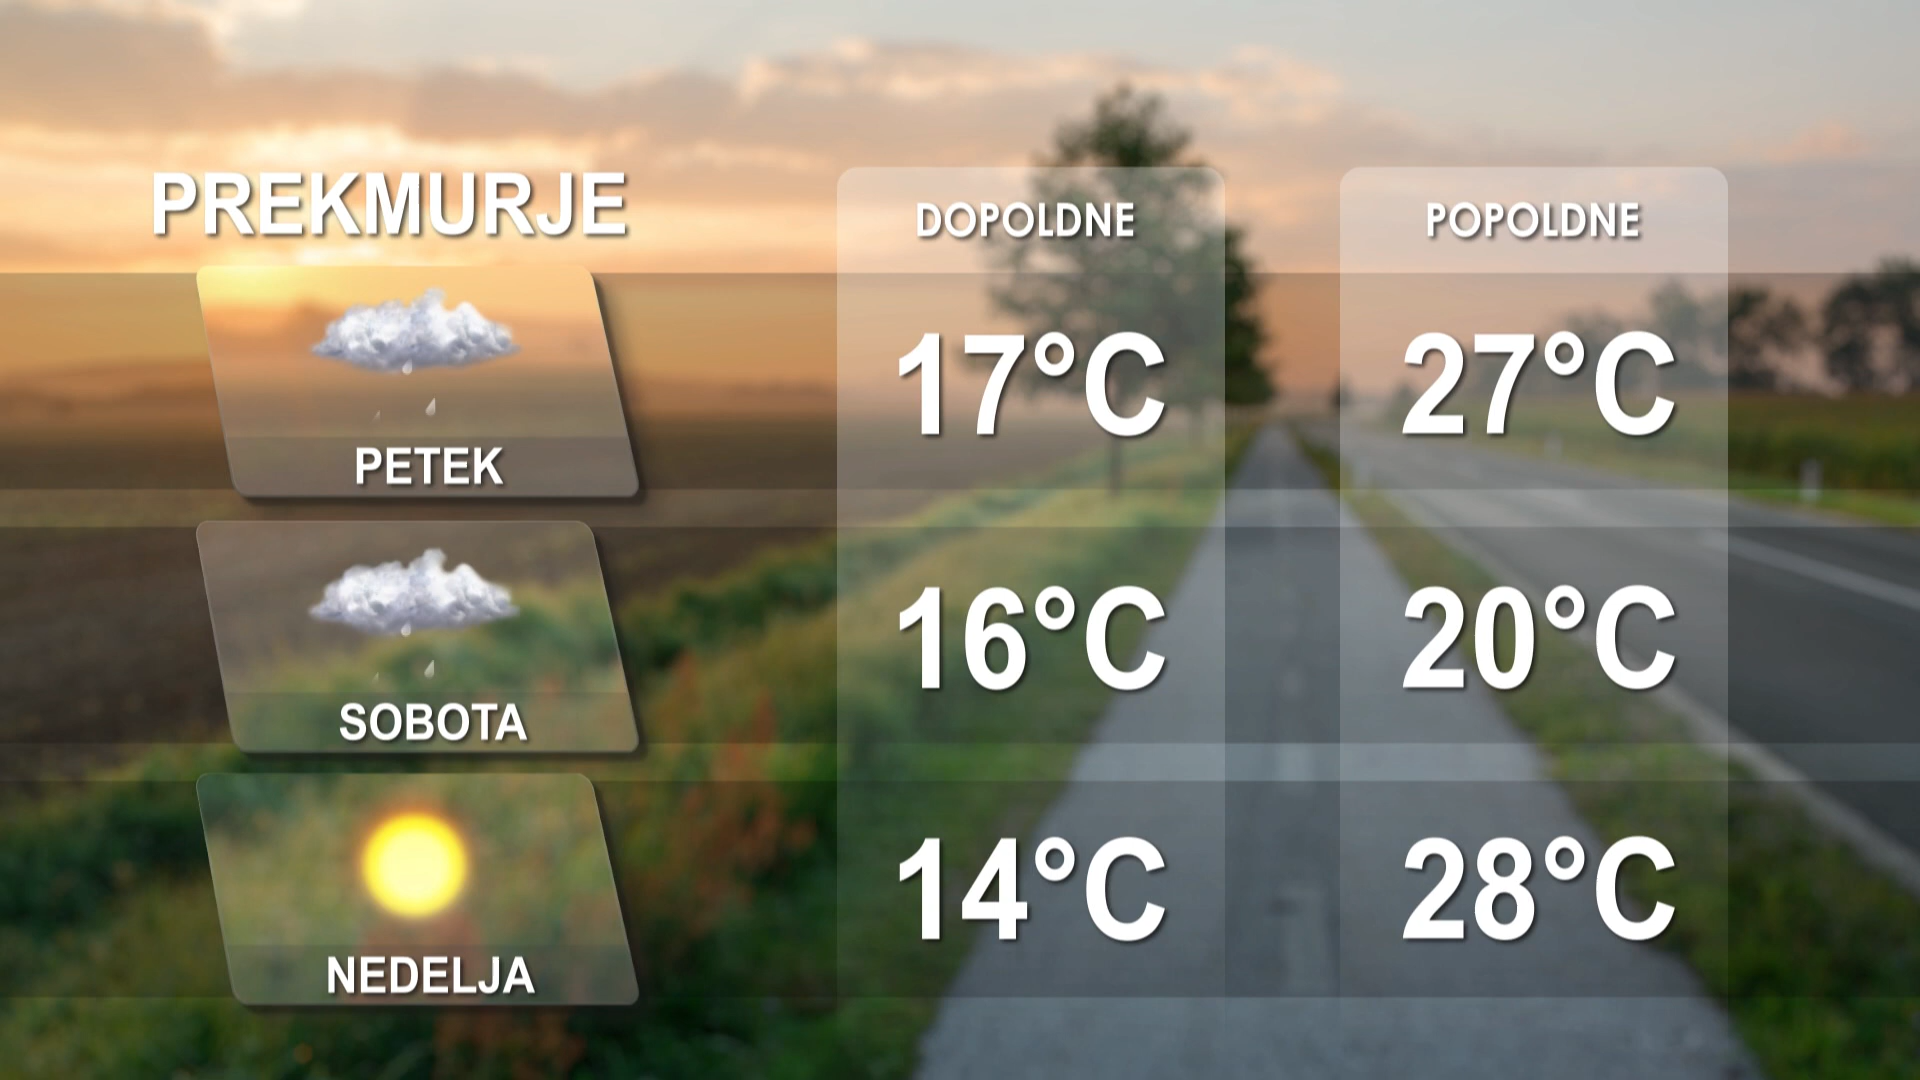 PREKMURJE
DOPOLDNE POPOLDNE
17°C 27°C
PETEK
16°C 20°C
SOBOTA
14°C 28°C
NEDELJA